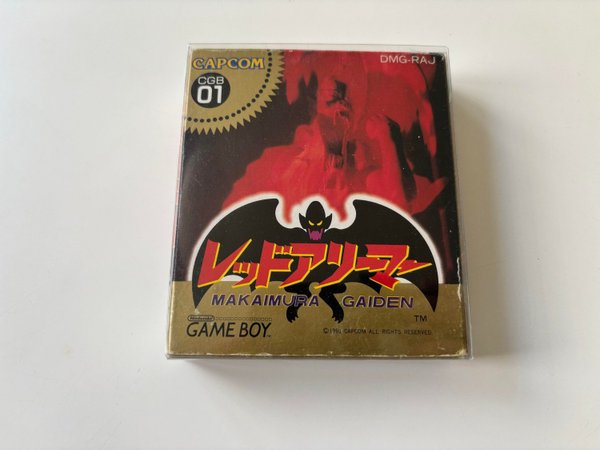 CAPCOM
CGB
01
DMG-RAJ
レッドアリーマー
MAKAIMURA GAIDEN
TM
Nintendo
GAME BOY
TM
©1990 CAPCOM ALL RIGHTS RESERVED.